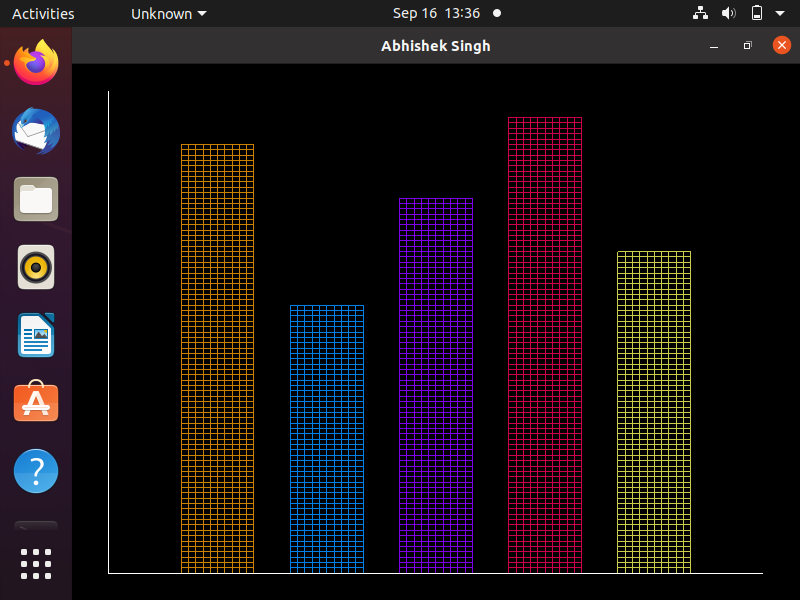 Activities
Unknown
Sep 16 13:36
Abhishek Singh
?